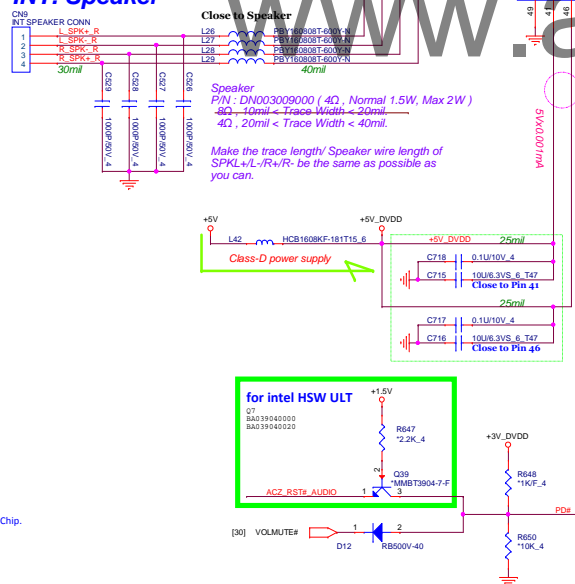 INT. Speaker
CN9
INT SPEAKER CONN
1
2
3
4
L_SPK+_R
L_SPK-_R
R_SPK-_R
R_SPK+_R
30mil
Close to Speaker
L26 PBY160808T-600Y-N
L27 PBY160808T-600Y-N
L28 PBY160808T-600Y-N
L29 PBY160808T-600Y-N
40mil
C529
C528
C527
C526
1000P/50V_4
1000P/50V_4
1000P/50V_4
1000P/50V_4
www.a
49
41
46
5Vx0.001mA
Speaker
P/N : DN003009000 ( 4Ω , Normal 1.5W, Max 2W )
8Ω , 10mil < Trace Width < 20mil.
4Ω , 20mil < Trace Width < 40mil.
Make the trace length/ Speaker wire length of
SPKL+/L-/R+/R- be the same as possible as
you can.
+5V
L42 HCB1608KF-181T15_6
+5V_DVDD
Class-D power supply
+5V_DVDD 25mil
C718 0.1U/10V_4
C715 10U/6.3VS_6_T47
Close to Pin 41
25mil
C717 0.1U/10V_4
C716 10U/6.3VS_6_T47
Close to Pin 46
for intel HSW ULT
Q7
BA039040000
BA039040020
+1.5V
R647
*2.2K_4
2
Q39
*MMBT3904-7-F
ACZ_RST#_AUDIO 1 3
+3V_DVDD
R648
*1K/F_4
PD#
[30] VOLMUTE# 1 2
D12 RB500V-40
R650
*10K_4
Chip.